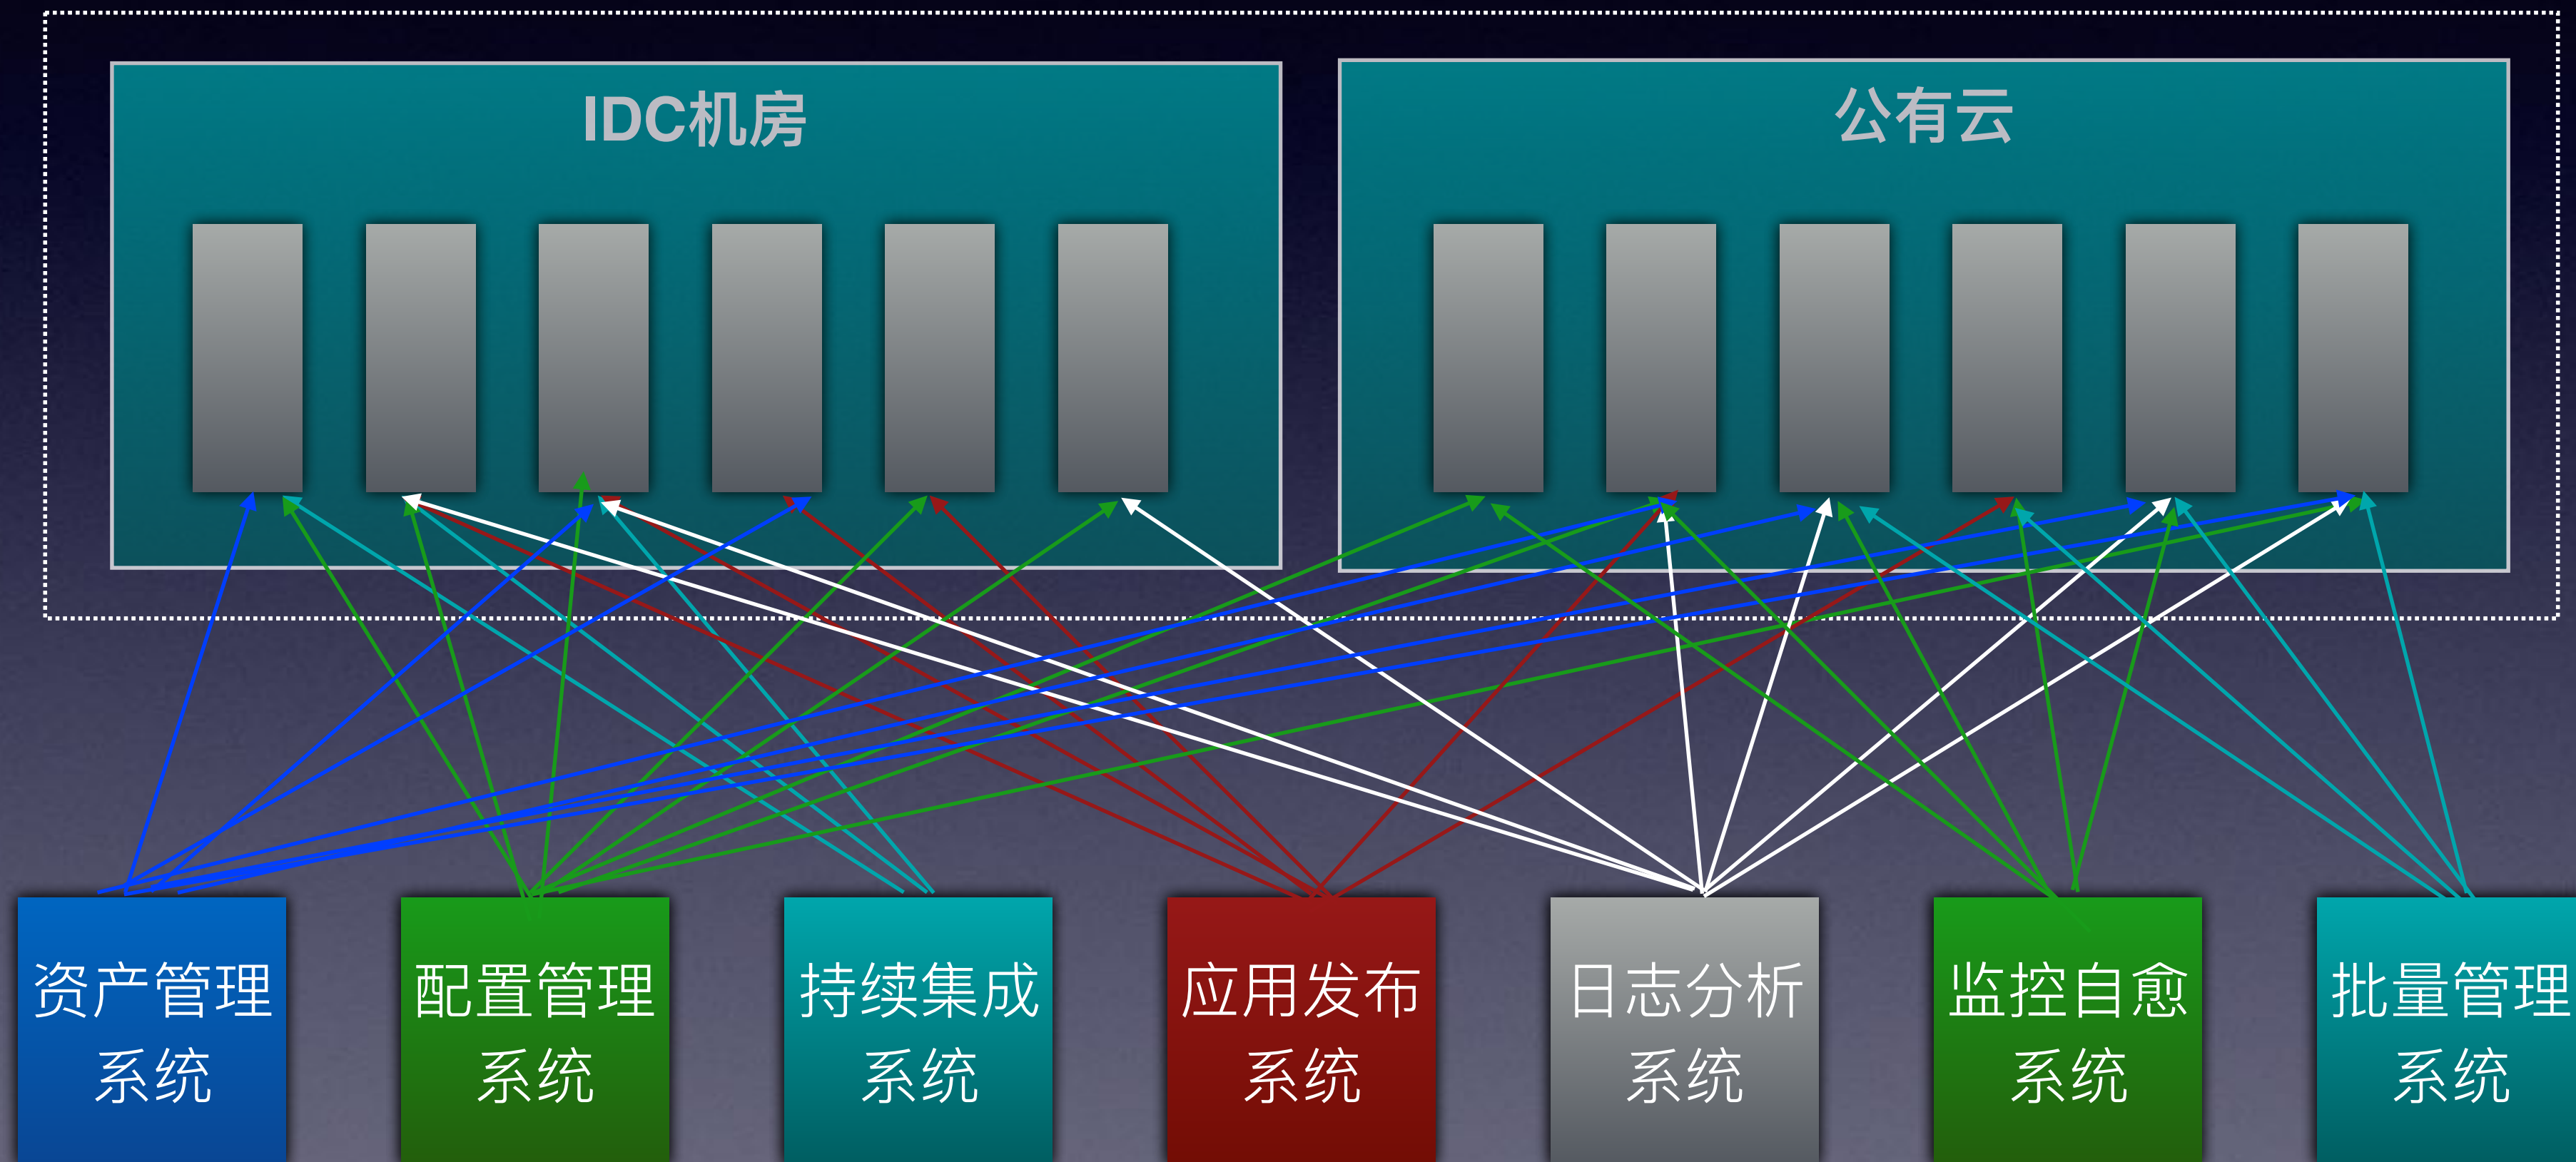 IDC机房
公有云
资产管理
系统
配置管理
系统
持续集成
系统
应用发布
系统
日志分析
系统
监控自愈
系统
批量管理
系统